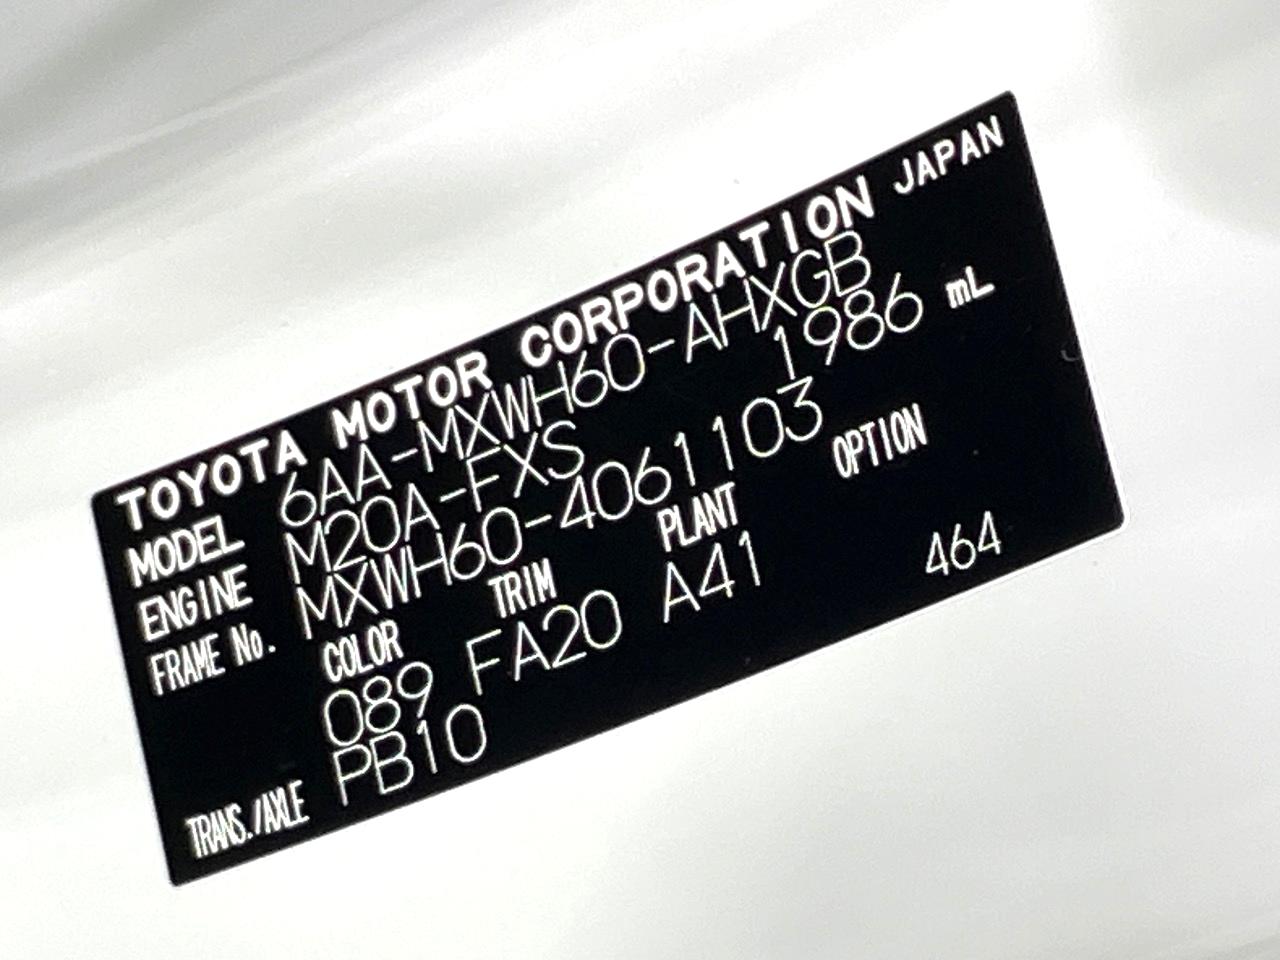 TOYOTA MOTOR CORPORATION JAPAN
MODEL 6AA-MXWH60-AHXGB
ENGINE M20A-FXS 1986 mL
FRAME No. MXWH60-4061103
COLOR TRIM PLANT OPTION
089 FA20 A41 464
TRANS./AXLE PB10